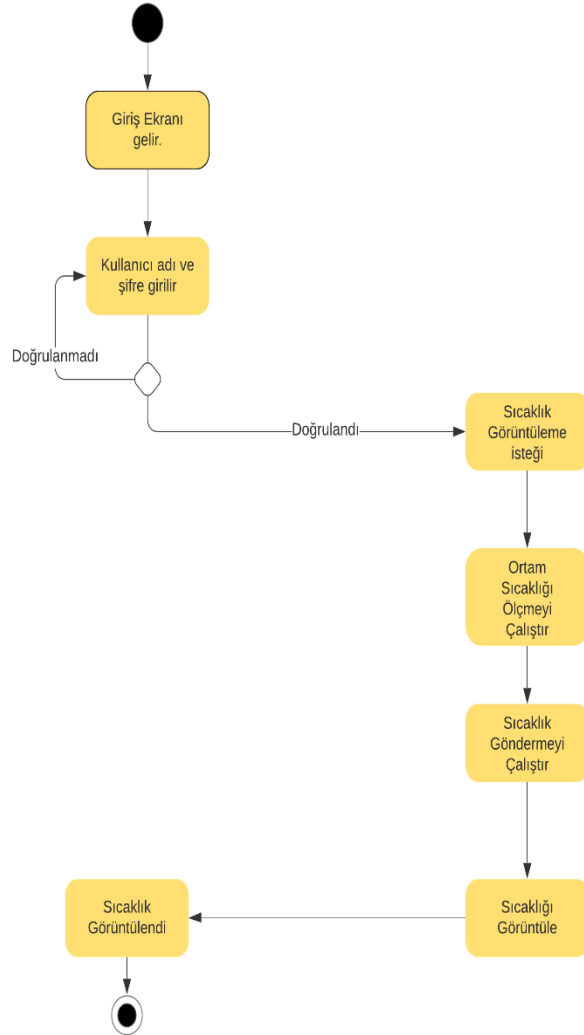 Giriş Ekranı
gelir.
Kullanıcı adı ve
şifre girilir
Doğrulanmadı
Doğrulandı
Sıcaklık
Görüntüleme
isteği
Ortam
Sıcaklığı
Ölçmeyi
Çalıştır
Sıcaklık
Göndermeyi
Çalıştır
Sıcaklığı
Görüntüle
Sıcaklık
Görüntülendi